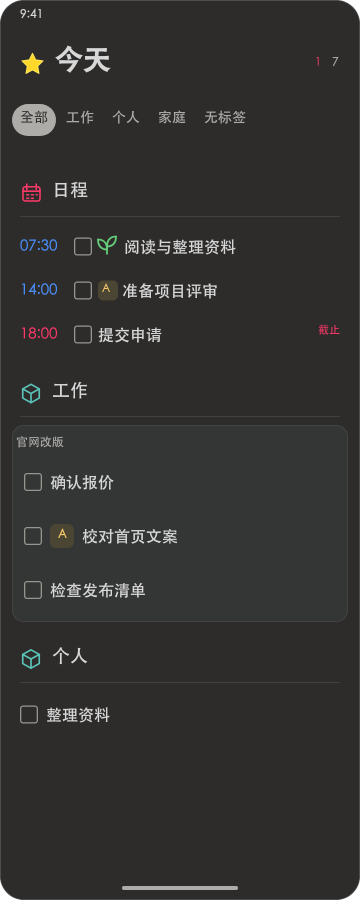 9:41
今天
1 7
全部 工作 个人 家庭 无标签
日程
07:30 阅读与整理资料
14:00 A 准备项目评审
18:00 提交申请 截止
工作
官网改版
确认报价
A 校对首页文案
检查发布清单
个人
整理资料